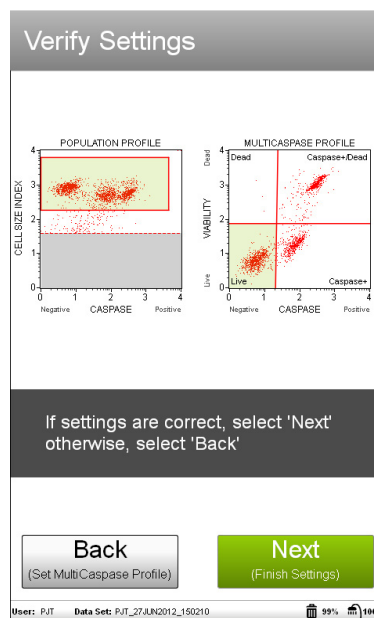 Verify Settings
POPULATION PROFILE
CELL SIZE INDEX
4
3
2
1
0
0 1 2 3 4
Negative CASPASE Positive
MULTICASPASE PROFILE
Dead
VIABILITY
Live
4
3
2
1
0
Dead Caspase+/Dead
Live Caspase+
0 1 2 3 4
Negative CASPASE Positive
If settings are correct, select 'Next'
otherwise, select 'Back'
Back
(Set MultiCaspase Profile)
Next
(Finish Settings)
User: PJT Data Set: PJT_27JUN2012_150210 99%